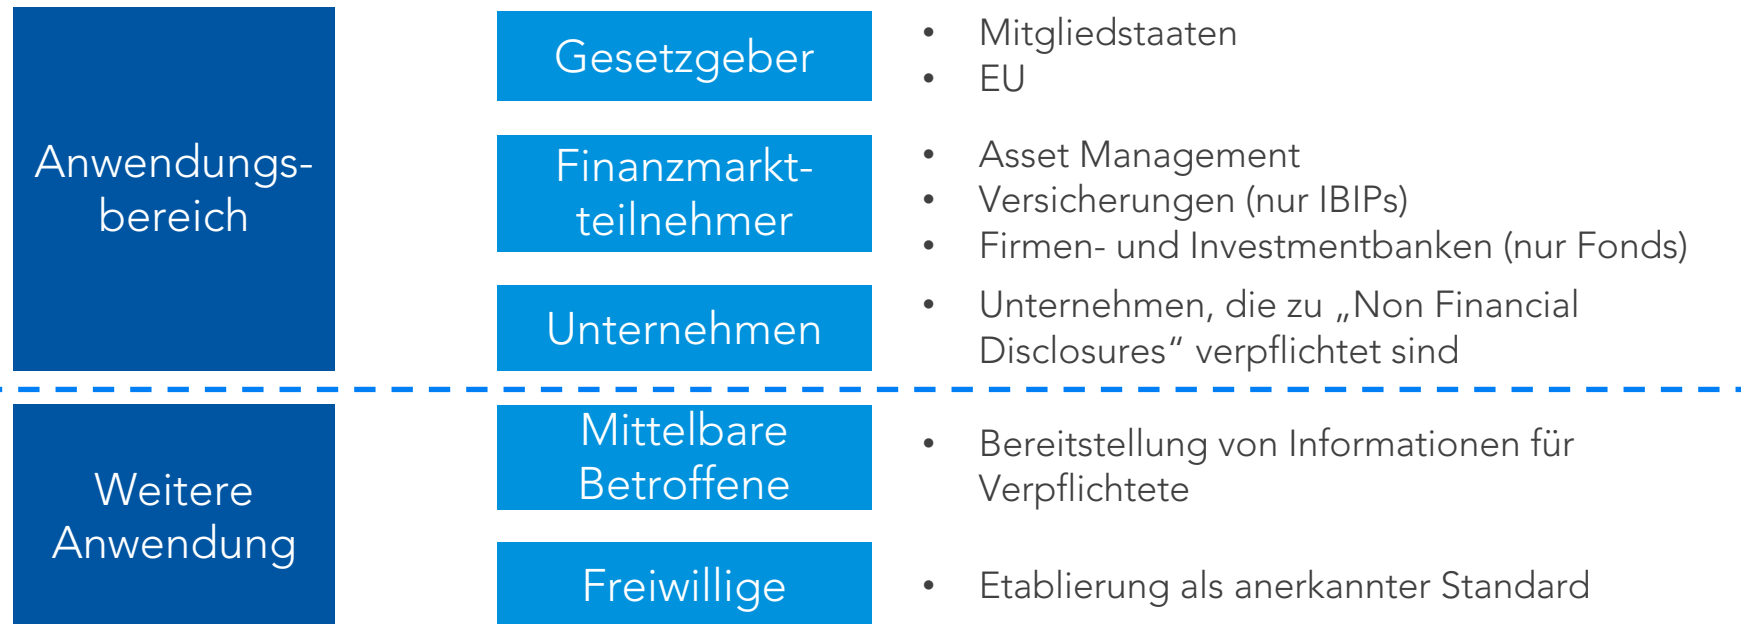 Anwendungs-
bereich
Gesetzgeber
• Mitgliedstaaten
• EU
Finanzmarkt-
teilnehmer
• Asset Management
• Versicherungen (nur IBIPs)
• Firmen- und Investmentbanken (nur Fonds)
Unternehmen
• Unternehmen, die zu „Non Financial
Disclosures“ verpflichtet sind
Weitere
Anwendung
Mittelbare
Betroffene
• Bereitstellung von Informationen für
Verpflichtete
Freiwillige
• Etablierung als anerkannter Standard